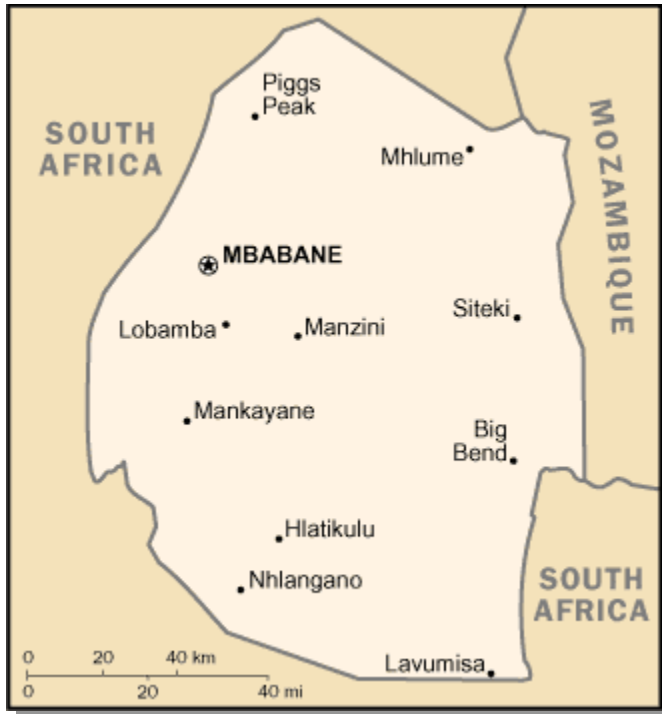 Piggs
Peak
SOUTH
AFRICA
MOZAMBIQUE
Mhlume
MBABANE
Siteki
Lobamba
Manzini
Mankayane
Big
Bend
Hlatikulu
Nhlangano
SOUTH
AFRICA
Lavumisa
0 20 40 km
0 20 40 mi